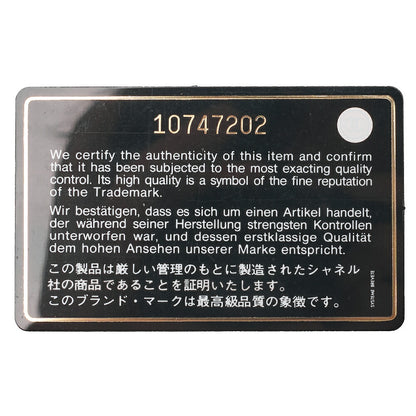 10747202
We certify the authenticity of this item and confirm
that it has been subjected to the most exacting quality
control. Its high quality is a symbol of the fine reputation
of the Trademark.
Wir bestätigen, dass es sich um einen Artikel handelt,
der während seiner Herstellung strengsten Kontrollen
unterworfen war, und dessen erstklassige Qualität
dem hohen Ansehen unserer Marke entspricht.
この製品は厳しい管理のもとに製造されたシャネル
社の商品であることを証明いたします。
このブランド・マークは最高級品質の象徴です。